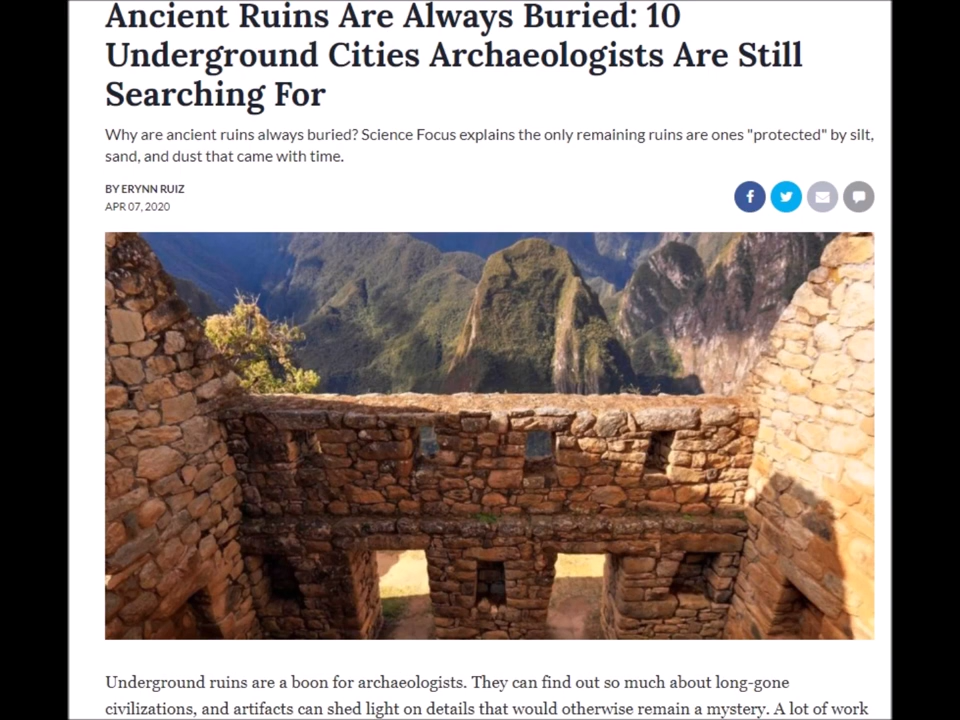 Ancient Ruins Are Always Buried: 10
Underground Cities Archaeologists Are Still
Searching For
Why are ancient ruins always buried? Science Focus explains the only remaining ruins are ones "protected" by silt,
sand, and dust that came with time.
BY ERYNN RUIZ
APR 07, 2020
Underground ruins are a boon for archaeologists. They can find out so much about long-gone
civilizations, and artifacts can shed light on details that would otherwise remain a mystery. A lot of work